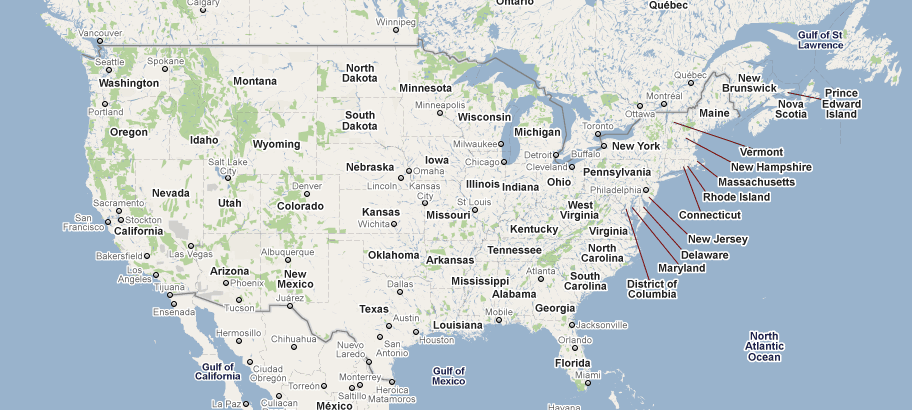 Calgary
Ontario
Québec
Winnipeg
Vancouver
Gulf of St
Lawrence
Seattle
Spokane
Washington
Montana
North
Dakota
Minnesota
Québec
Montréal
Ottawa
New
Brunswick
Prince
Edward
Island
Nova
Scotia
Maine
Portland
Oregon
Idaho
Wyoming
South
Dakota
Minneapolis
Wisconsin
Michigan
Toronto
Milwaukee
Chicago
Detroit
Buffalo
Cleveland
New York
Vermont
New Hampshire
Massachusetts
Rhode Island
Connecticut
Salt Lake
City
Nebraska
Iowa
Omaha
Lincoln
Illinois
Indiana
Ohio
Pennsylvania
Philadelphia
Nevada
Utah
Denver
Colorado
Kansas
City
Kansas
Wichita
Missouri
St Louis
West
Virginia
Virginia
Kentucky
New Jersey
Delaware
Maryland
District of
Columbia
Sacramento
San
Francisco
Stockton
California
Bakersfield
Las Vegas
Los
Angeles
Arizona
Phoenix
Albuquerque
New
Mexico
Oklahoma
Arkansas
Tennessee
North
Carolina
South
Carolina
Mississippi
Alabama
Atlanta
Georgia
Tijuana
Ensenada
Tucson
Juárez
Dallas
Texas
Austin
San
Antonio
Houston
Louisiana
Mobile
Jacksonville
Orlando
Florida
Miami
North
Atlantic
Ocean
Hermosillo
Chihuahua
Nuevo
Laredo
Gulf of
California
Ciudad
Obregón
Torreón
Monterrey
Saltillo
Heroica
Matamoros
Gulf of
Mexico
La Paz
Culiacán
México
Havana